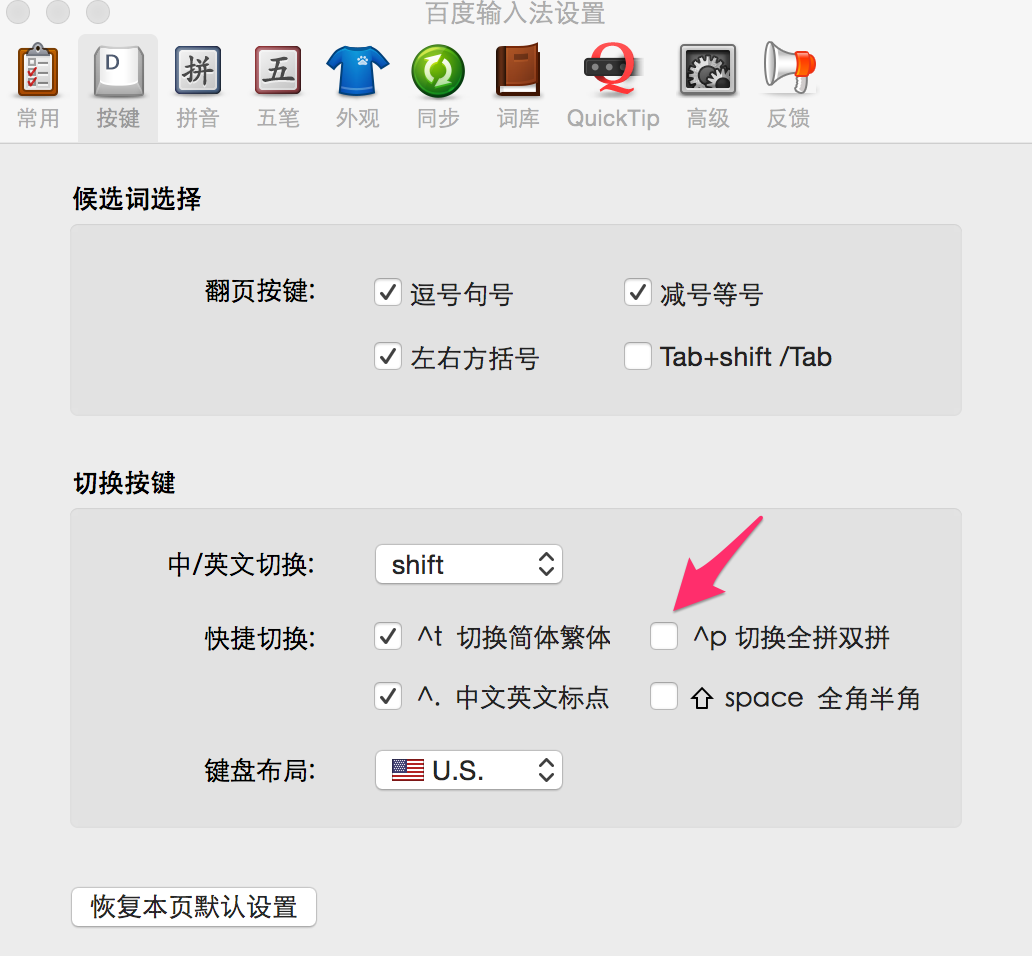 百度输入法设置
常用 按键 拼音 五笔 外观 同步 词库 QuickTip 高级 反馈
候选词选择
翻页按键: 逗号句号 减号等号
左右方括号 Tab+shift /Tab
切换按键
中/英文切换: shift
快捷切换: ^t 切换简体繁体 ^p 切换全拼双拼
^. 中文英文标点 ⇧ space 全角半角
键盘布局: U.S.
恢复本页默认设置